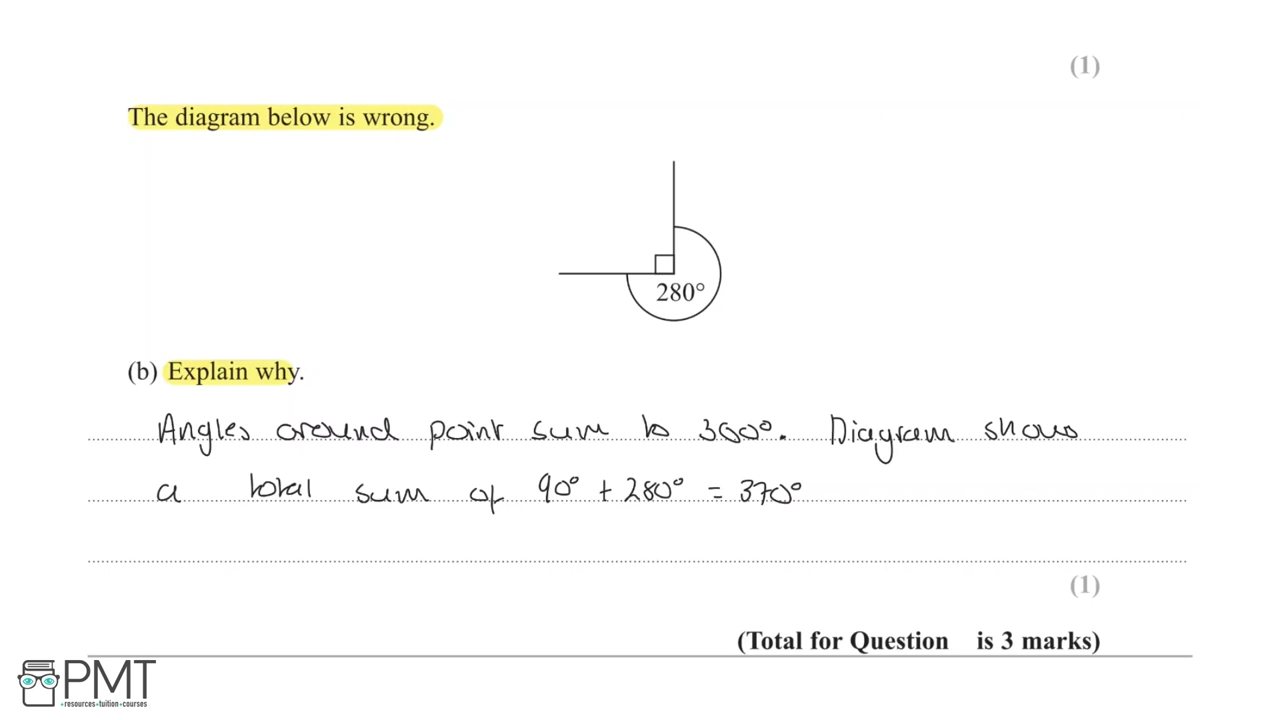 (1)
The diagram below is wrong.
280°
(b) Explain why.
Angles around point sum to 360°. Diagram shows
a total sum of 90° + 280° = 370°
(1)
(Total for Question is 3 marks)
PMT
•resources•tuition•courses